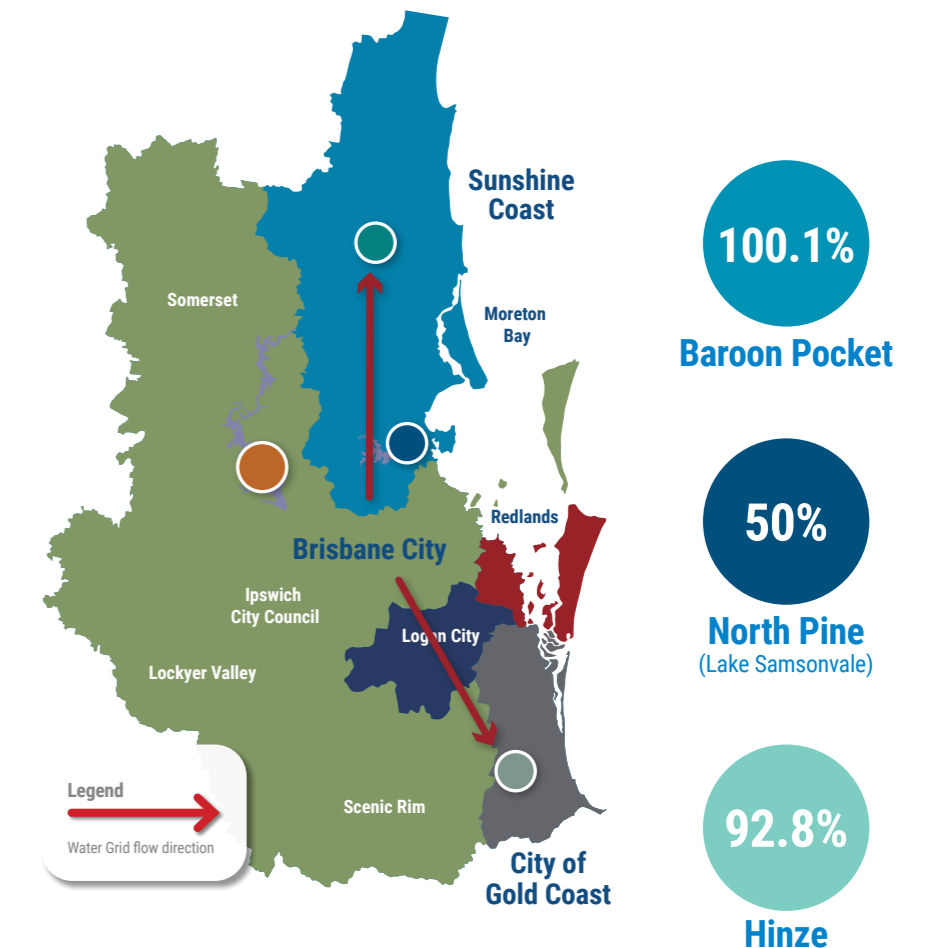 Sunshine
Coast
Somerset
Moreton
Bay
Redlands
Brisbane City
Ipswich
City Council
Logan City
Lockyer Valley
Scenic Rim
City of
Gold Coast
Legend
Water Grid flow direction
100.1%
Baroon Pocket
50%
North Pine
(Lake Samsonvale)
92.8%
Hinze